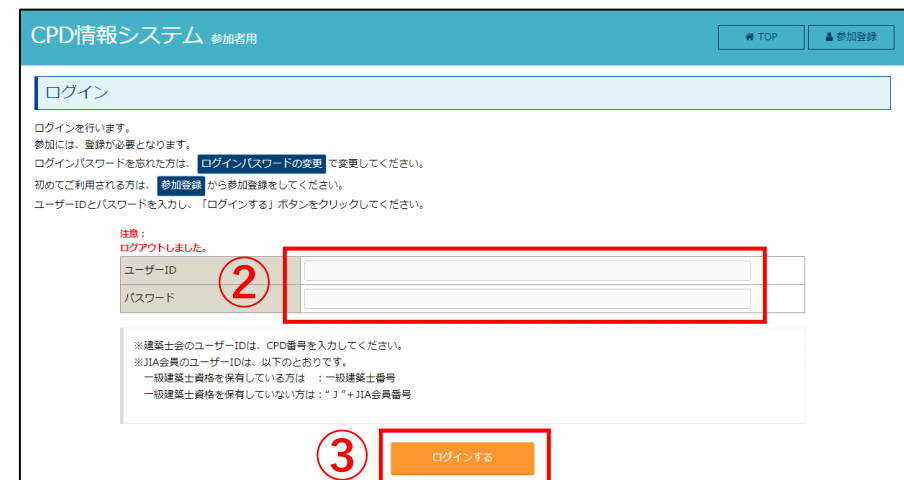 CPD情報システム 参加者用
TOP
参加登録
ログイン
ログインを行います。
参加には、登録が必要となります。
ログインパスワードを忘れた方は、 ログインパスワードの変更 で変更してください。
初めてご利用される方は、 参加登録 から参加登録をしてください。
ユーザーIDとパスワードを入力し、「ログインする」ボタンをクリックしてください。
注意：
ログアウトしました。
ユーザーID
②
パスワード
※建築士会のユーザーIDは、CPD番号を入力してください。
※JIA会員のユーザーIDは、以下のとおりです。
一級建築士資格を保有している方は ：一級建築士番号
一級建築士資格を保有していない方は：“Ｊ”+JIA会員番号
③
ログインする